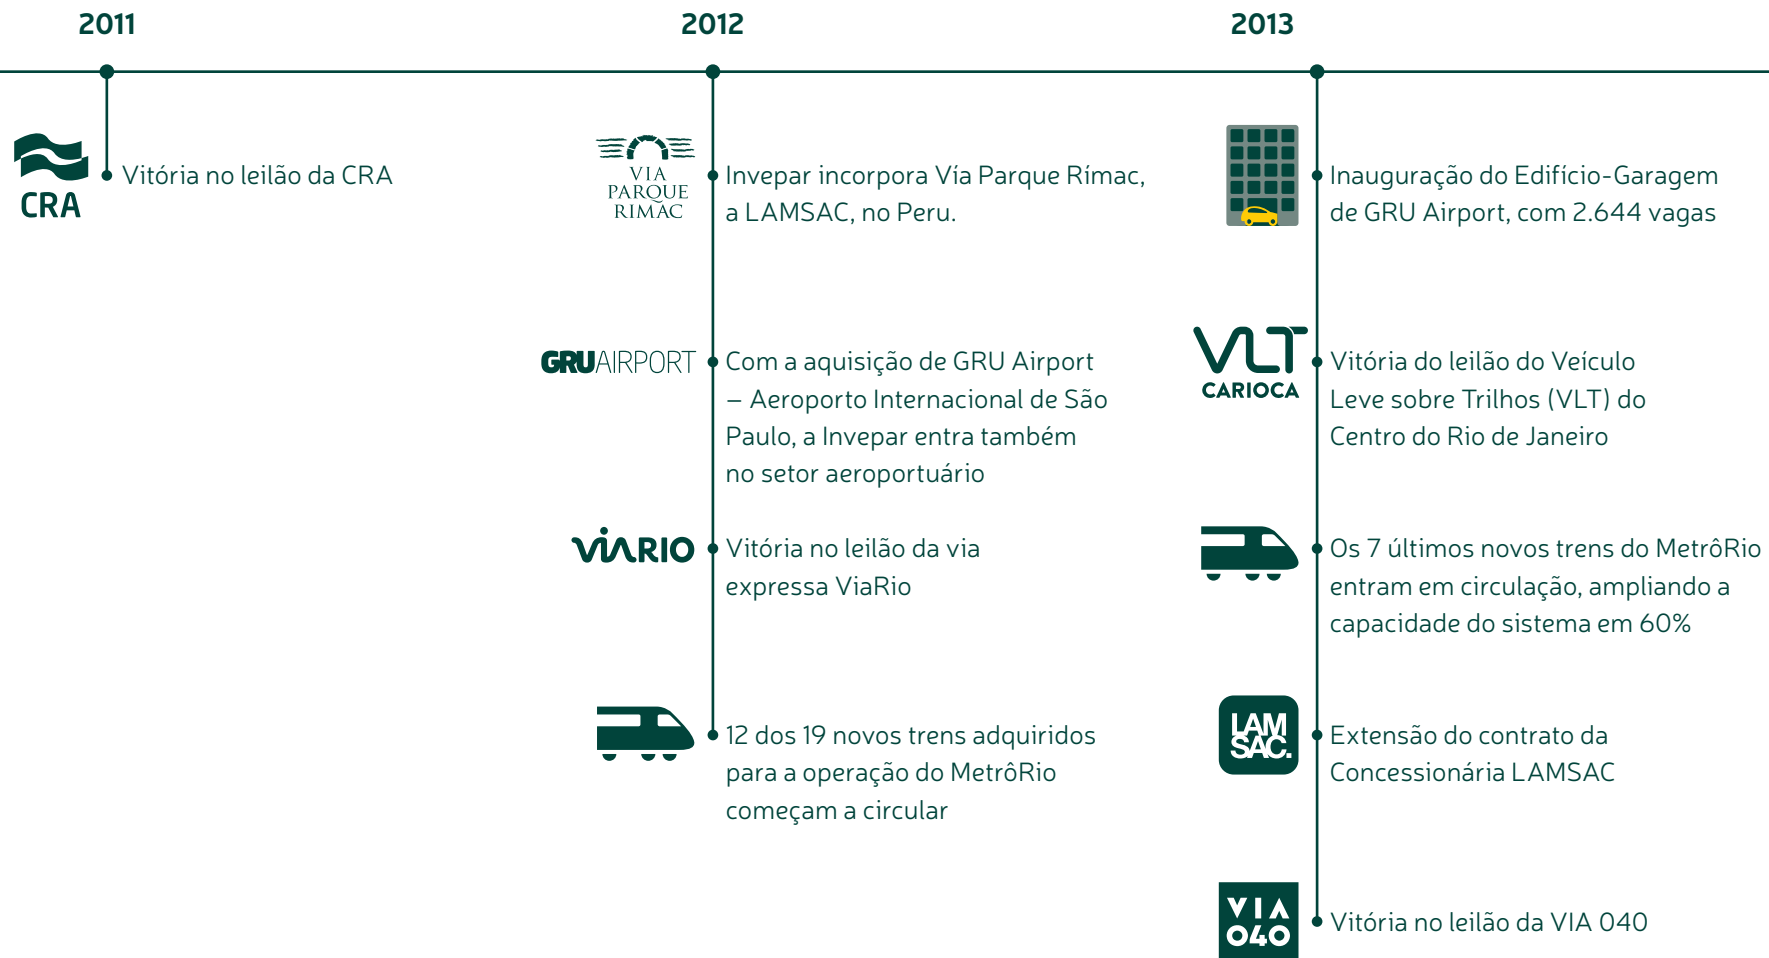 2011
CRA
Vitória no leilão da CRA
2012
VIA
PARQUE
RIMAC
Invepar incorpora Vía Parque Rímac,
a LAMSAC, no Peru.
GRUAIRPORT
Com a aquisição de GRU Airport
– Aeroporto Internacional de São
Paulo, a Invepar entra também
no setor aeroportuário
VIARIO
Vitória no leilão da via
expressa ViaRio
12 dos 19 novos trens adquiridos
para a operação do MetrôRio
começam a circular
2013
Inauguração do Edifício-Garagem
de GRU Airport, com 2.644 vagas
VLT
CARIOCA
Vitória do leilão do Veículo
Leve sobre Trilhos (VLT) do
Centro do Rio de Janeiro
Os 7 últimos novos trens do MetrôRio
entram em circulação, ampliando a
capacidade do sistema em 60%
LAM
SAC.
Extensão do contrato da
Concessionária LAMSAC
VIA
040
Vitória no leilão da VIA 040